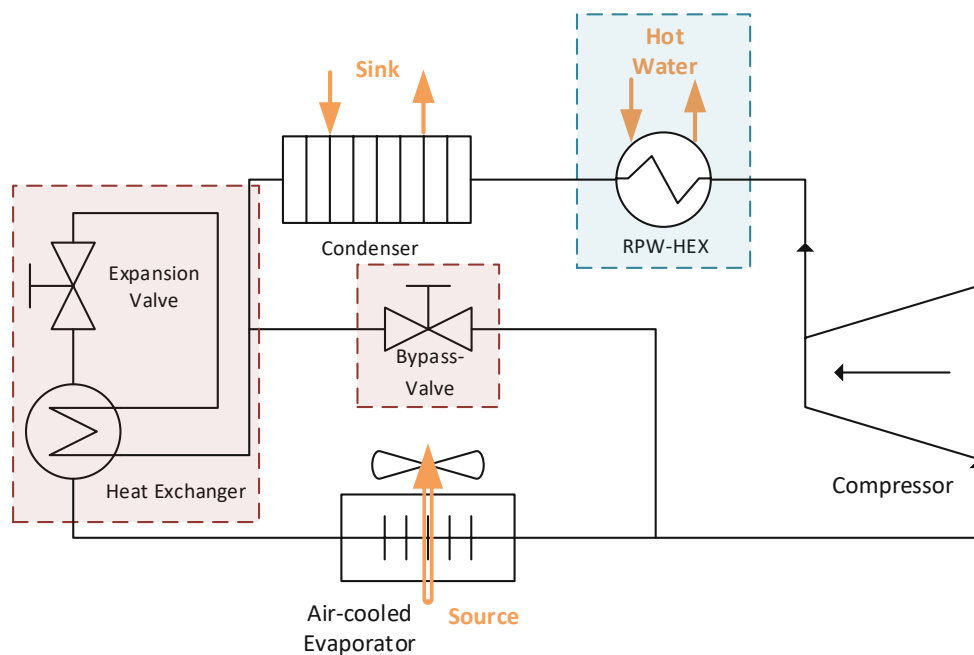 Hot
Water
Sink
RPW-HEX
Condenser
Expansion
Valve
Bypass-
Valve
Heat Exchanger
Compressor
Air-cooled
Evaporator
Source